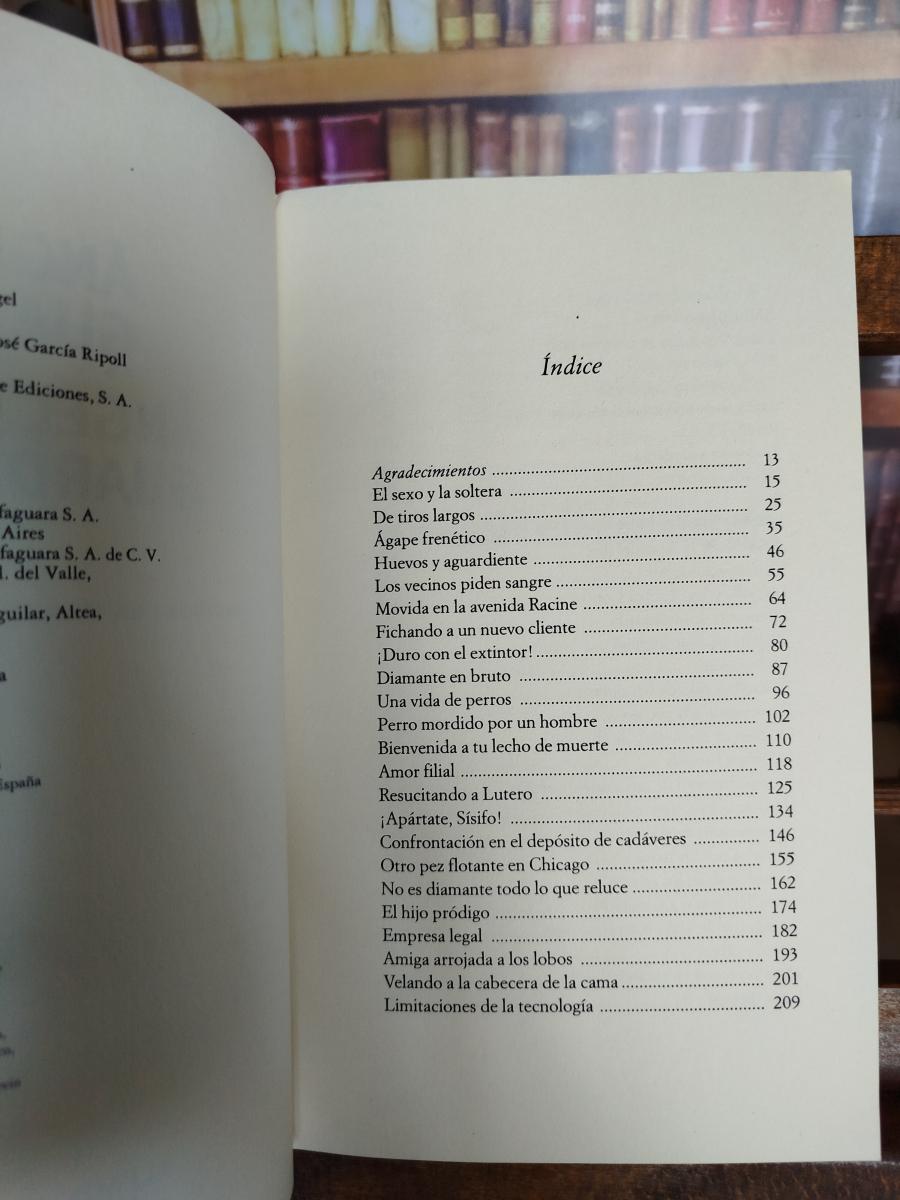 osé García Ripoll
e Ediciones, S. A.
faguara S. A.
Aires
faguara S. A. de C. V.
del Valle,
guilar, Altea,
España
Índice
Agradecimientos ........ 13
El sexo y la soltera ........ 15
De tiros largos ........ 25
Ágape frenético ........ 35
Huevos y aguardiente ........ 46
Los vecinos piden sangre ........ 55
Movida en la avenida Racine ........ 64
Fichando a un nuevo cliente ........ 72
¡Duro con el extintor! ........ 80
Diamante en bruto ........ 87
Una vida de perros ........ 96
Perro mordido por un hombre ........ 102
Bienvenida a tu lecho de muerte ........ 110
Amor filial ........ 118
Resucitando a Lutero ........ 125
¡Apártate, Sísifo! ........ 134
Confrontación en el depósito de cadáveres ........ 146
Otro pez flotante en Chicago ........ 155
No es diamante todo lo que reluce ........ 162
El hijo pródigo ........ 174
Empresa legal ........ 182
Amiga arrojada a los lobos ........ 193
Velando a la cabecera de la cama ........ 201
Limitaciones de la tecnología ........ 209